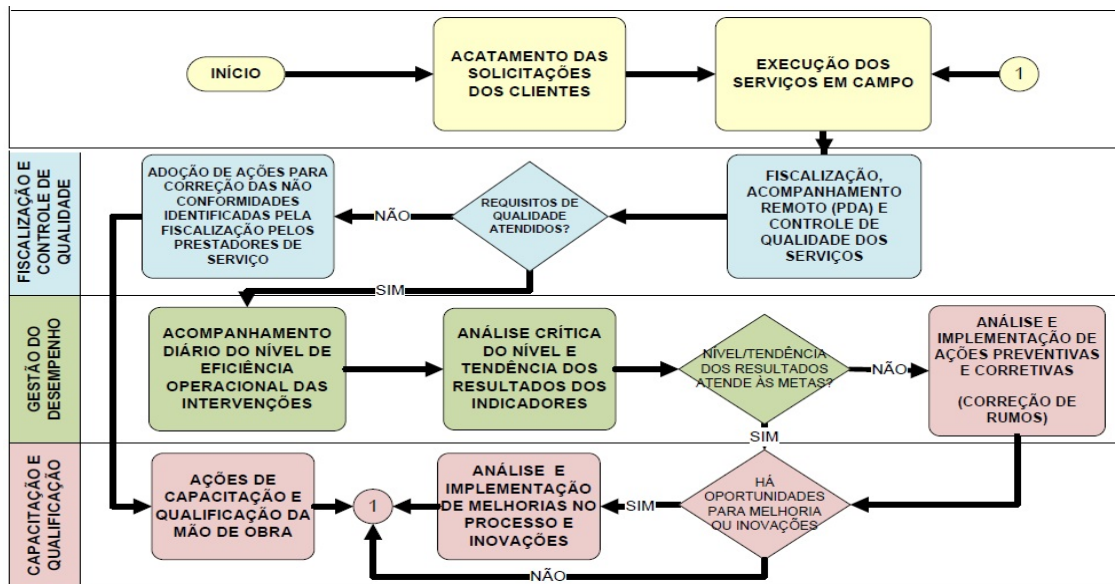 INÍCIO
ACATAMENTO DAS
SOLICITAÇÕES
DOS CLIENTES
EXECUÇÃO DOS
SERVIÇOS EM CAMPO
1
FISCALIZAÇÃO E
CONTROLE DE
QUALIDADE
ADOÇÃO DE AÇÕES PARA
CORREÇÃO DAS NÃO
CONFORMIDADES
IDENTIFICADAS PELA
FISCALIZAÇÃO PELOS
PRESTADORES DE
SERVIÇO
NÃO
REQUISITOS DE
QUALIDADE
ATENDIDOS?
FISCALIZAÇÃO,
ACOMPANHAMENTO
REMOTO (PDA) E
CONTROLE DE
QUALIDADE DOS
SERVIÇOS
SIM
GESTÃO DO
DESEMPENHO
ACOMPANHAMENTO
DIÁRIO DO NÍVEL DE
EFICIÊNCIA
OPERACIONAL DAS
INTERVENÇÕES
ANÁLISE CRÍTICA
DO NÍVEL E
TENDÊNCIA DOS
RESULTADOS DOS
INDICADORES
NÍVEL/TENDÊNCIA
DOS RESULTADOS
ATENDE ÀS METAS?
NÃO
ANÁLISE E
IMPLEMENTAÇÃO DE
AÇÕES PREVENTIVAS
E CORRETIVAS
(CORREÇÃO DE
RUMOS)
SIM
CAPACITAÇÃO E
QUALIFICAÇÃO
AÇÕES DE
CAPACITAÇÃO E
QUALIFICAÇÃO DA
MÃO DE OBRA
1
ANÁLISE E
IMPLEMENTAÇÃO
DE MELHORIAS NO
PROCESSO E
INOVAÇÕES
SIM
HÁ
OPORTUNIDADES
PARA MELHORIA
OU INOVAÇÕES
NÃO